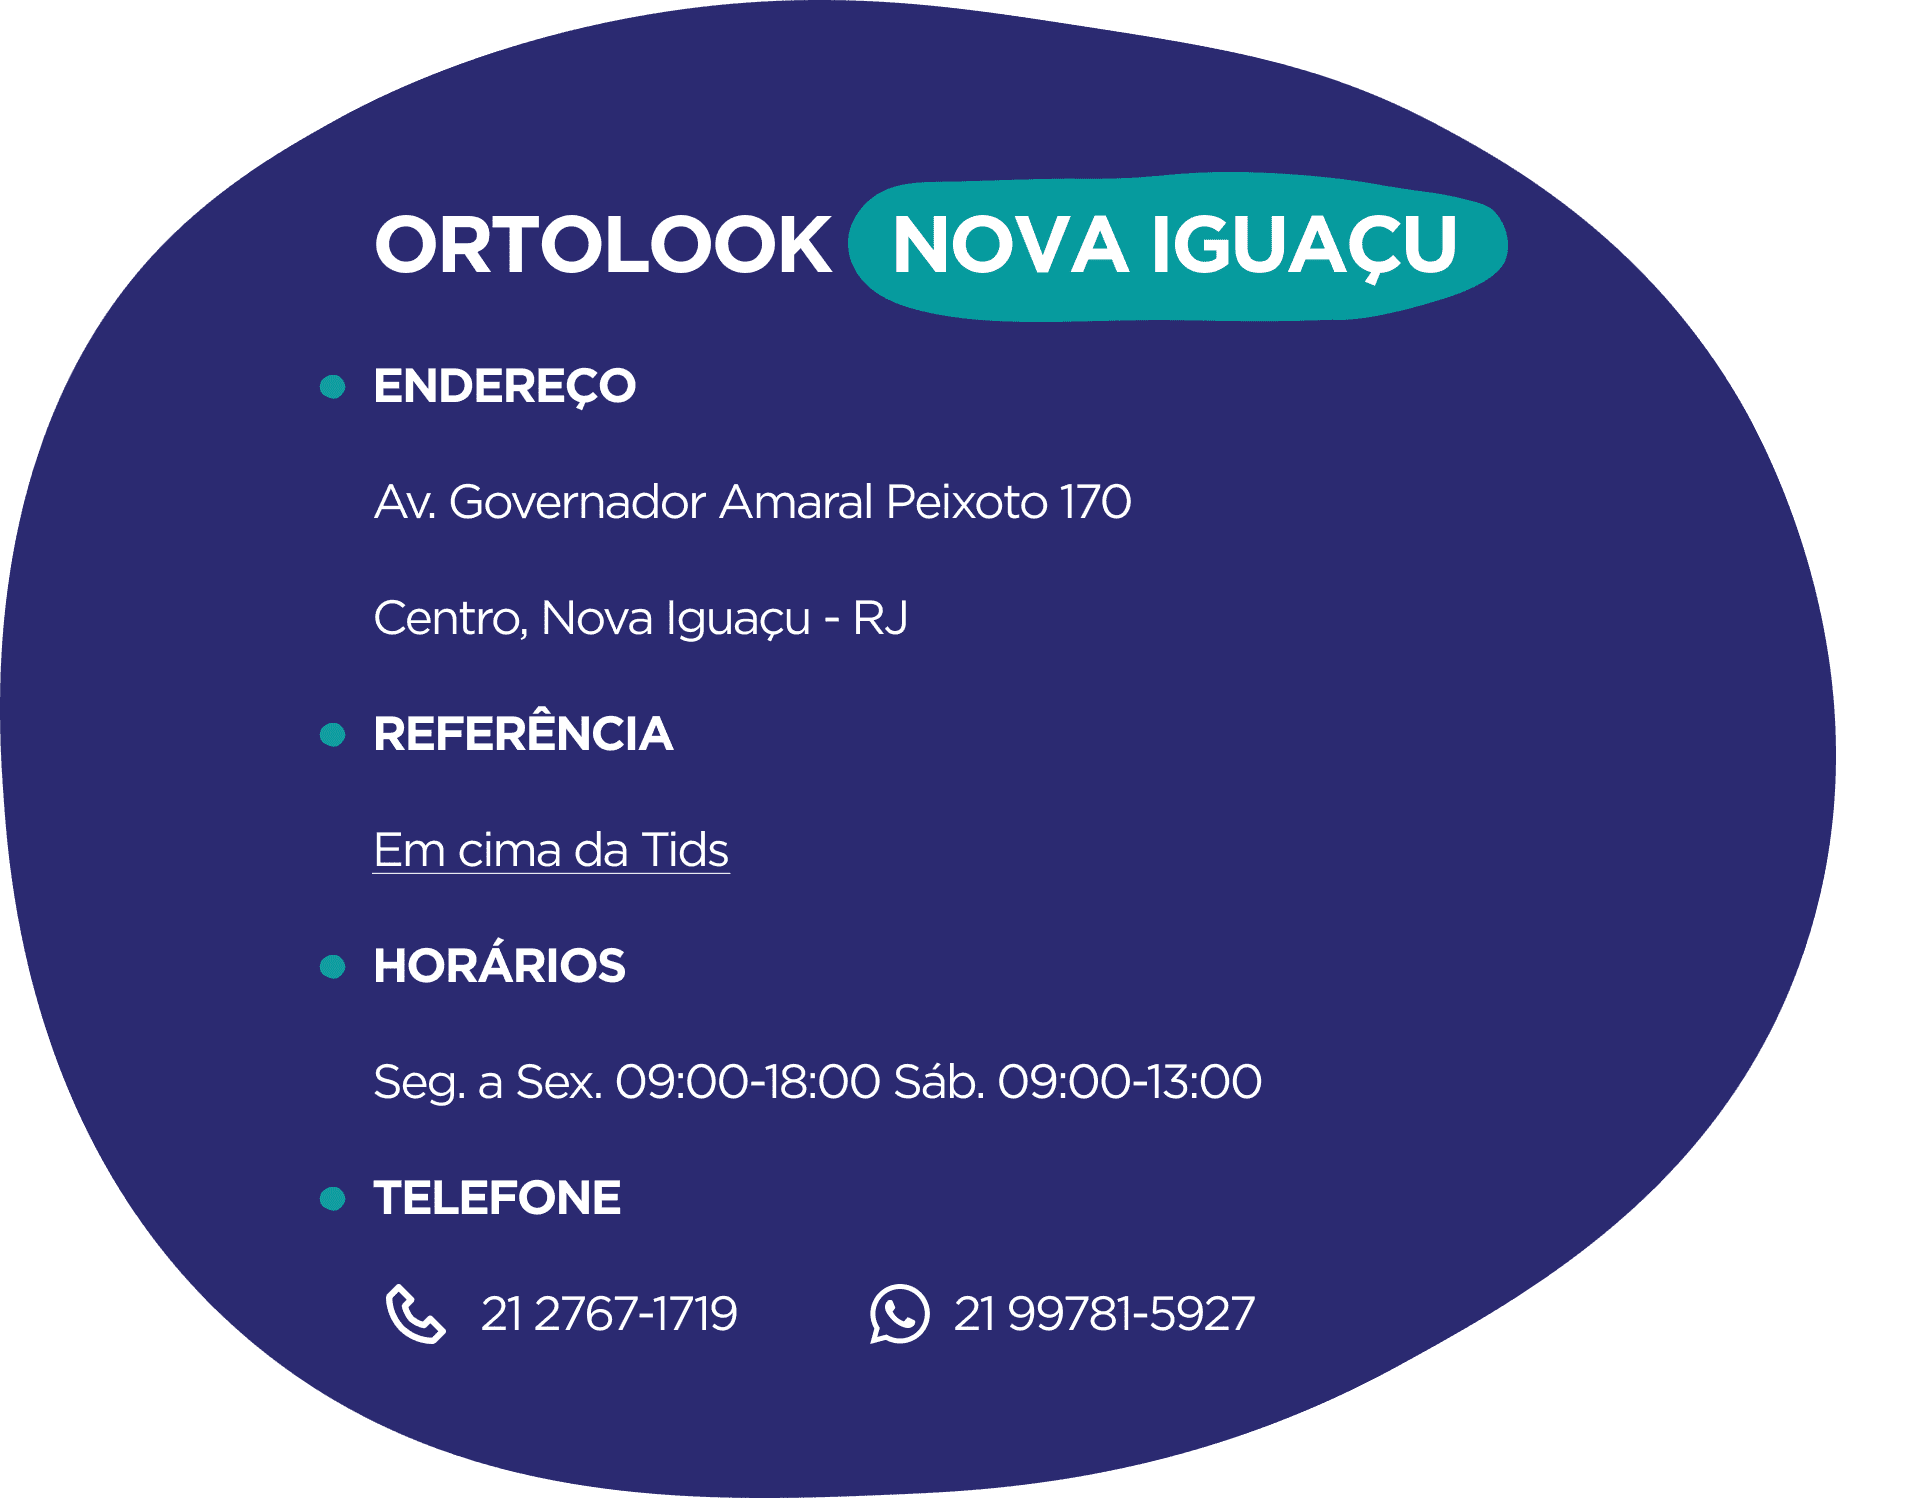 ORTOLOOK NOVA IGUAÇU
ENDEREÇO
Av. Governador Amaral Peixoto 170
Centro, Nova Iguaçu - RJ
REFERÊNCIA
Em cima da Tids
HORÁRIOS
Seg. a Sex. 09:00-18:00 Sáb. 09:00-13:00
TELEFONE
21 2767-1719 21 99781-5927